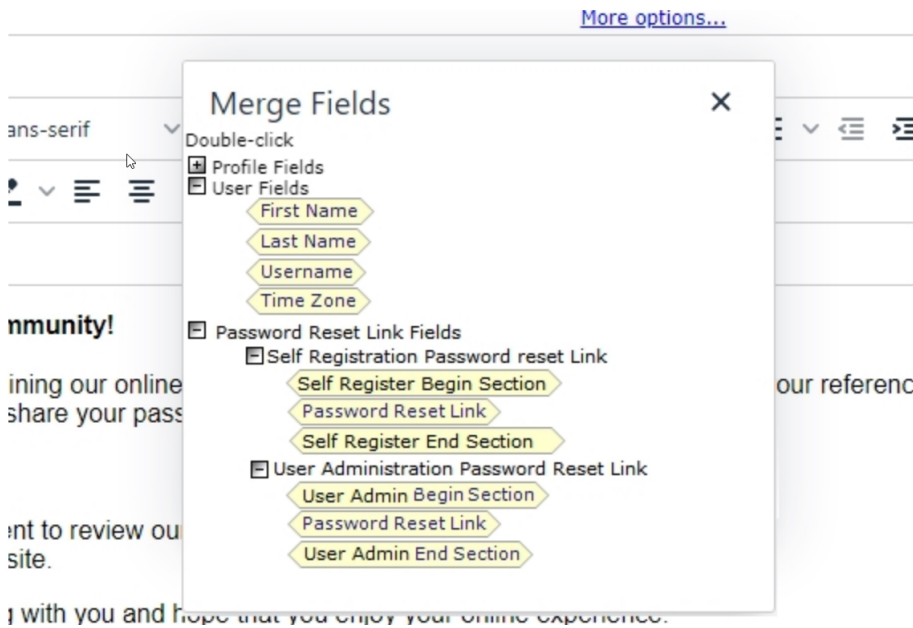 More options...
Merge Fields
ans-serif
Double-click
Profile Fields
User Fields
First Name
Last Name
Username
Time Zone
mmunity!
Password Reset Link Fields
Self Registration Password reset Link
ining our online our referenc
Self Register Begin Section
share your pass
Password Reset Link
Self Register End Section
User Administration Password Reset Link
User Admin Begin Section
Password Reset Link
ent to review ou
User Admin End Section
site.
g with you and hope that you enjoy your online experience.